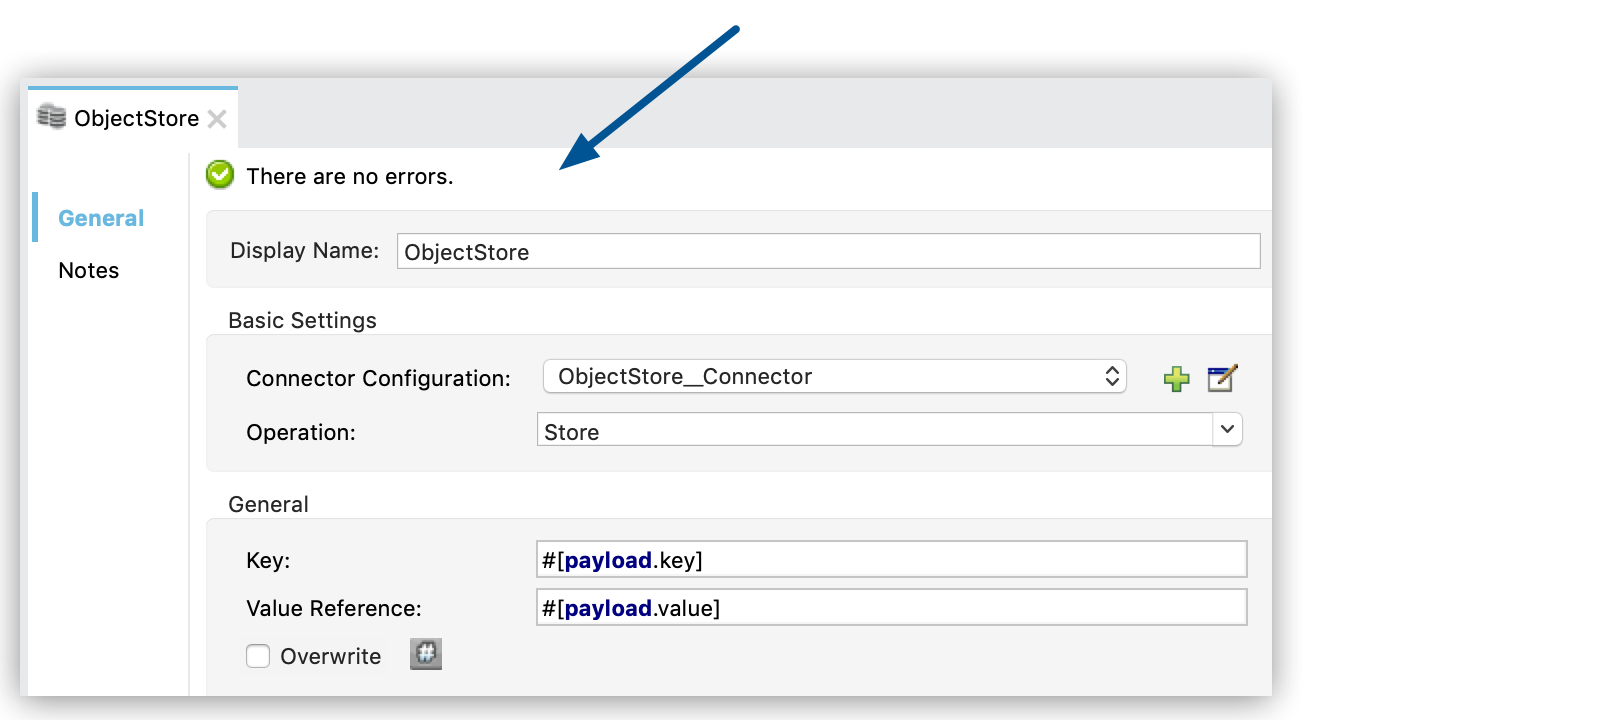 ObjectStore
There are no errors.
General
Display Name: ObjectStore
Notes
Basic Settings
Connector Configuration: ObjectStore__Connector
Operation: Store
General
Key: #[payload.key]
Value Reference: #[payload.value]
Overwrite #